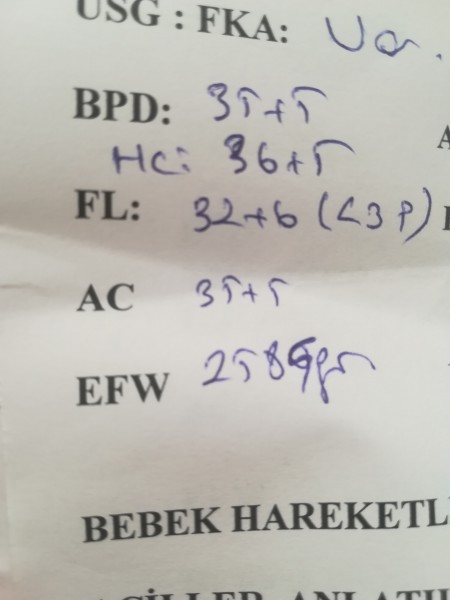 USG : FKA: Var.
BPD: 35+5
HC: 36+5
FL: 32+6 (<3P)
AC 35+5
EFW gr
BEBEK HAREKETL